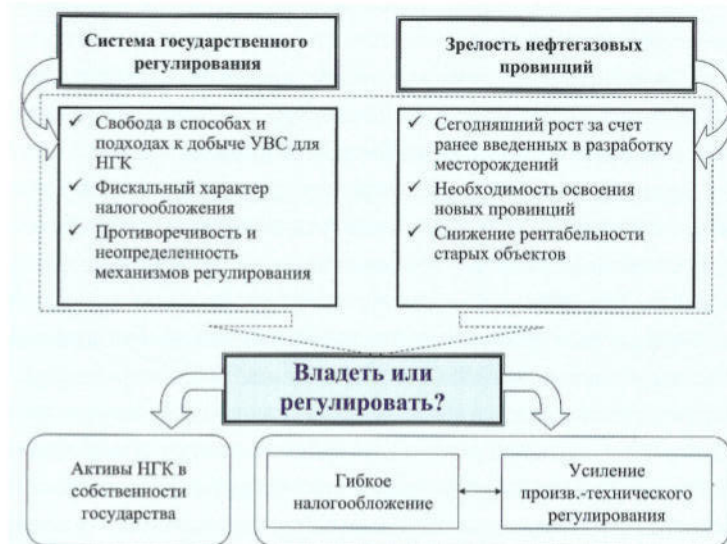 Система государственного
регулирования
Зрелость нефтегазовых
провинций
✓ Свобода в способах и
подходах к добыче УВС для
НГК
✓ Фискальный характер
налогообложения
✓ Противоречивость и
неопределенность
механизмов регулирования
✓ Сегодняшний рост за счет
ранее введенных в разработку
месторождений
✓ Необходимость освоения
новых провинций
✓ Снижение рентабельности
старых объектов
Владеть или
регулировать?
Активы НГК в
собственности
государства
Гибкое
налогообложение
Усиление
произв.-технического
регулирования